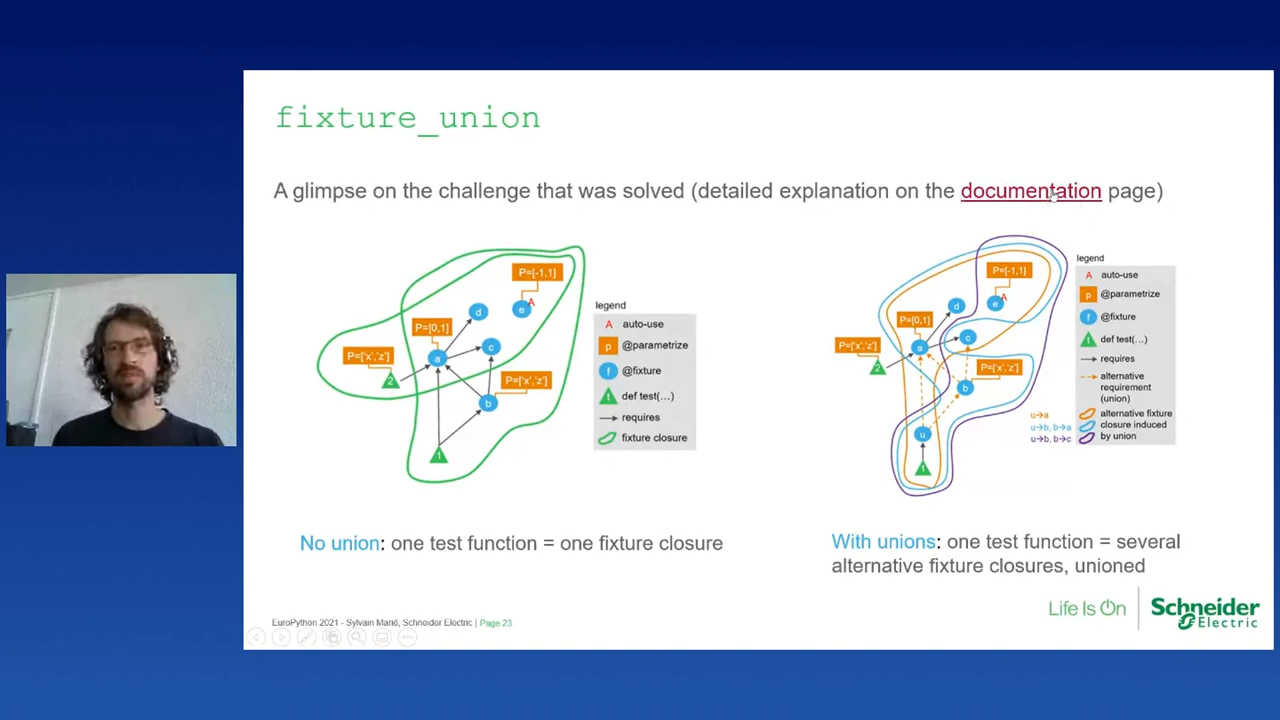 fixture_union
A glimpse on the challenge that was solved (detailed explanation on the documentation page)
P=[-1,1]
A
e
d
P=[0,1]
c
a
P=['x','z']
2
P=['x','z']
b
1
legend
A auto-use
p @parametrize
f @fixture
t def test(…)
requires
fixture closure
No union: one test function = one fixture closure
P=[-1,1]
A
e
d
P=[0,1]
c
a
P=['x','z']
2
P=['x','z']
b
u
1
u→a
u→b, b→a
u→b, b→c
legend
A auto-use
p @parametrize
f @fixture
t def test(…)
requires
alternative
requirement
(union)
alternative fixture
closure induced
by union
With unions: one test function = several
alternative fixture closures, unioned
EuroPython 2021 - Sylvain Marié, Schneider Electric | Page 23
Life Is On
Schneider
Electric